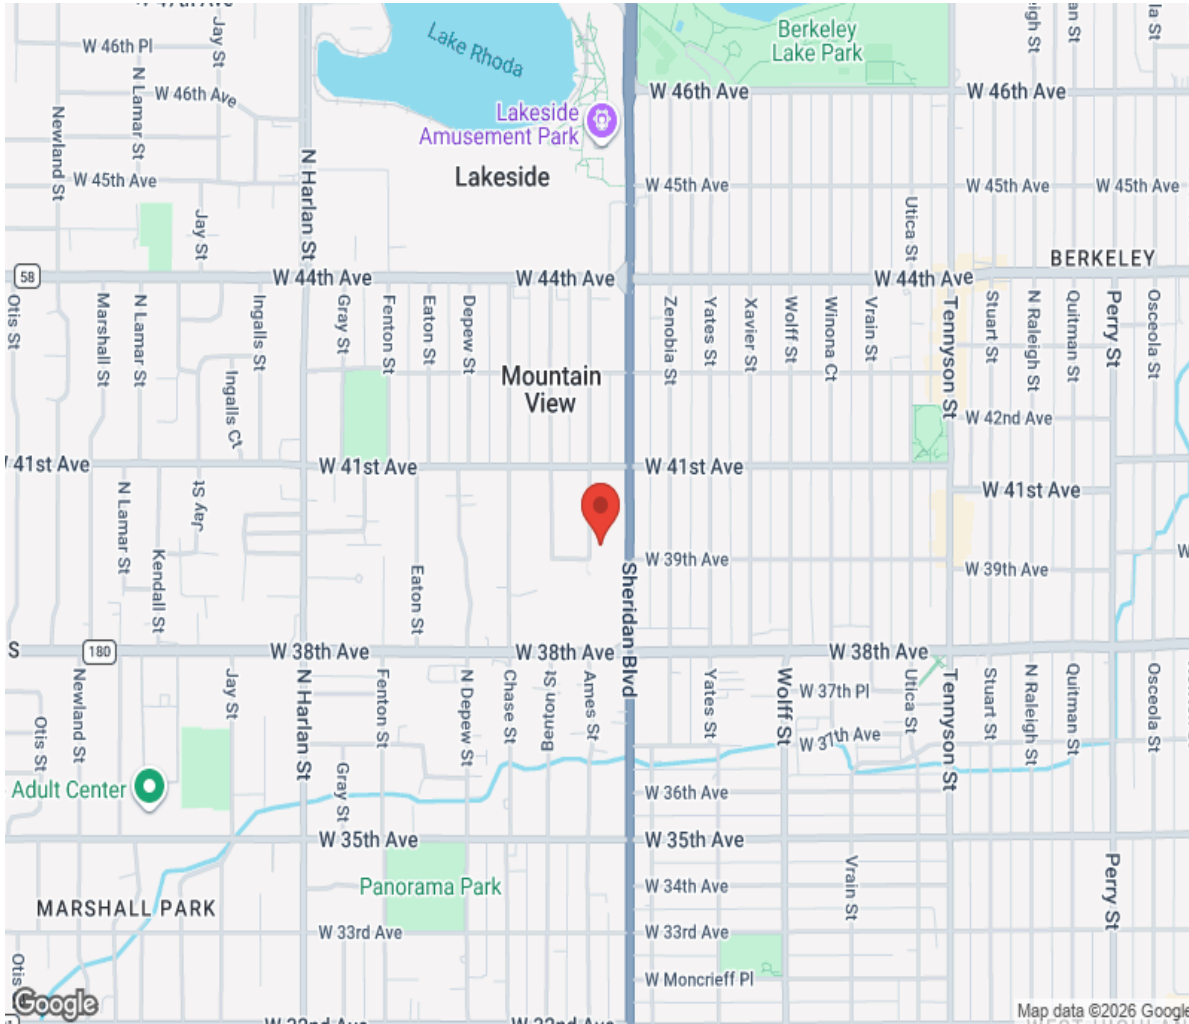 W 47th Ave
Jay St
W 46th Pl
N Lamar St
W 46th Ave
Newland St
W 45th Ave
Jay St
N Harlan St
Lake Rhoda
Lakeside
Amusement Park
Lakeside
Berkeley
Lake Park
W 46th Ave
W 46th Ave
W 45th Ave
W 45th Ave
W 45th Ave
Utica St
58
W 44th Ave
W 44th Ave
W 44th Ave
BERKELEY
Otis St
Marshall St
N Lamar St
Ingalls St
Ingalls Ct
Gray St
Fenton St
Eaton St
Depew St
Mountain
View
Zenobia St
Yates St
Xavier St
Wolff St
Winona Ct
Vrain St
Tennyson St
Stuart St
N Raleigh St
Quitman St
Perry St
Osceola St
W 42nd Ave
41st Ave
W 41st Ave
W 41st Ave
W 41st Ave
N Lamar St
Jay St
Kendall St
Eaton St
Sheridan Blvd
W 39th Ave
W 39th Ave
S
180
W 38th Ave
W 38th Ave
W 38th Ave
Newland St
Otis St
Jay St
N Harlan St
Fenton St
N Depew St
Chase St
Benton St
Ames St
Yates St
Wolff St
W 37th Pl
W 37th Ave
Utica St
Tennyson St
Stuart St
N Raleigh St
Quitman St
Osceola St
Adult Center
Gray St
W 36th Ave
W 35th Ave
W 35th Ave
Panorama Park
W 34th Ave
Vrain St
Perry St
MARSHALL PARK
W 33rd Ave
W 33rd Ave
W Moncrieff Pl
Otis St
Google
W 32nd Ave
W 32nd Ave
Map data ©2026 Google